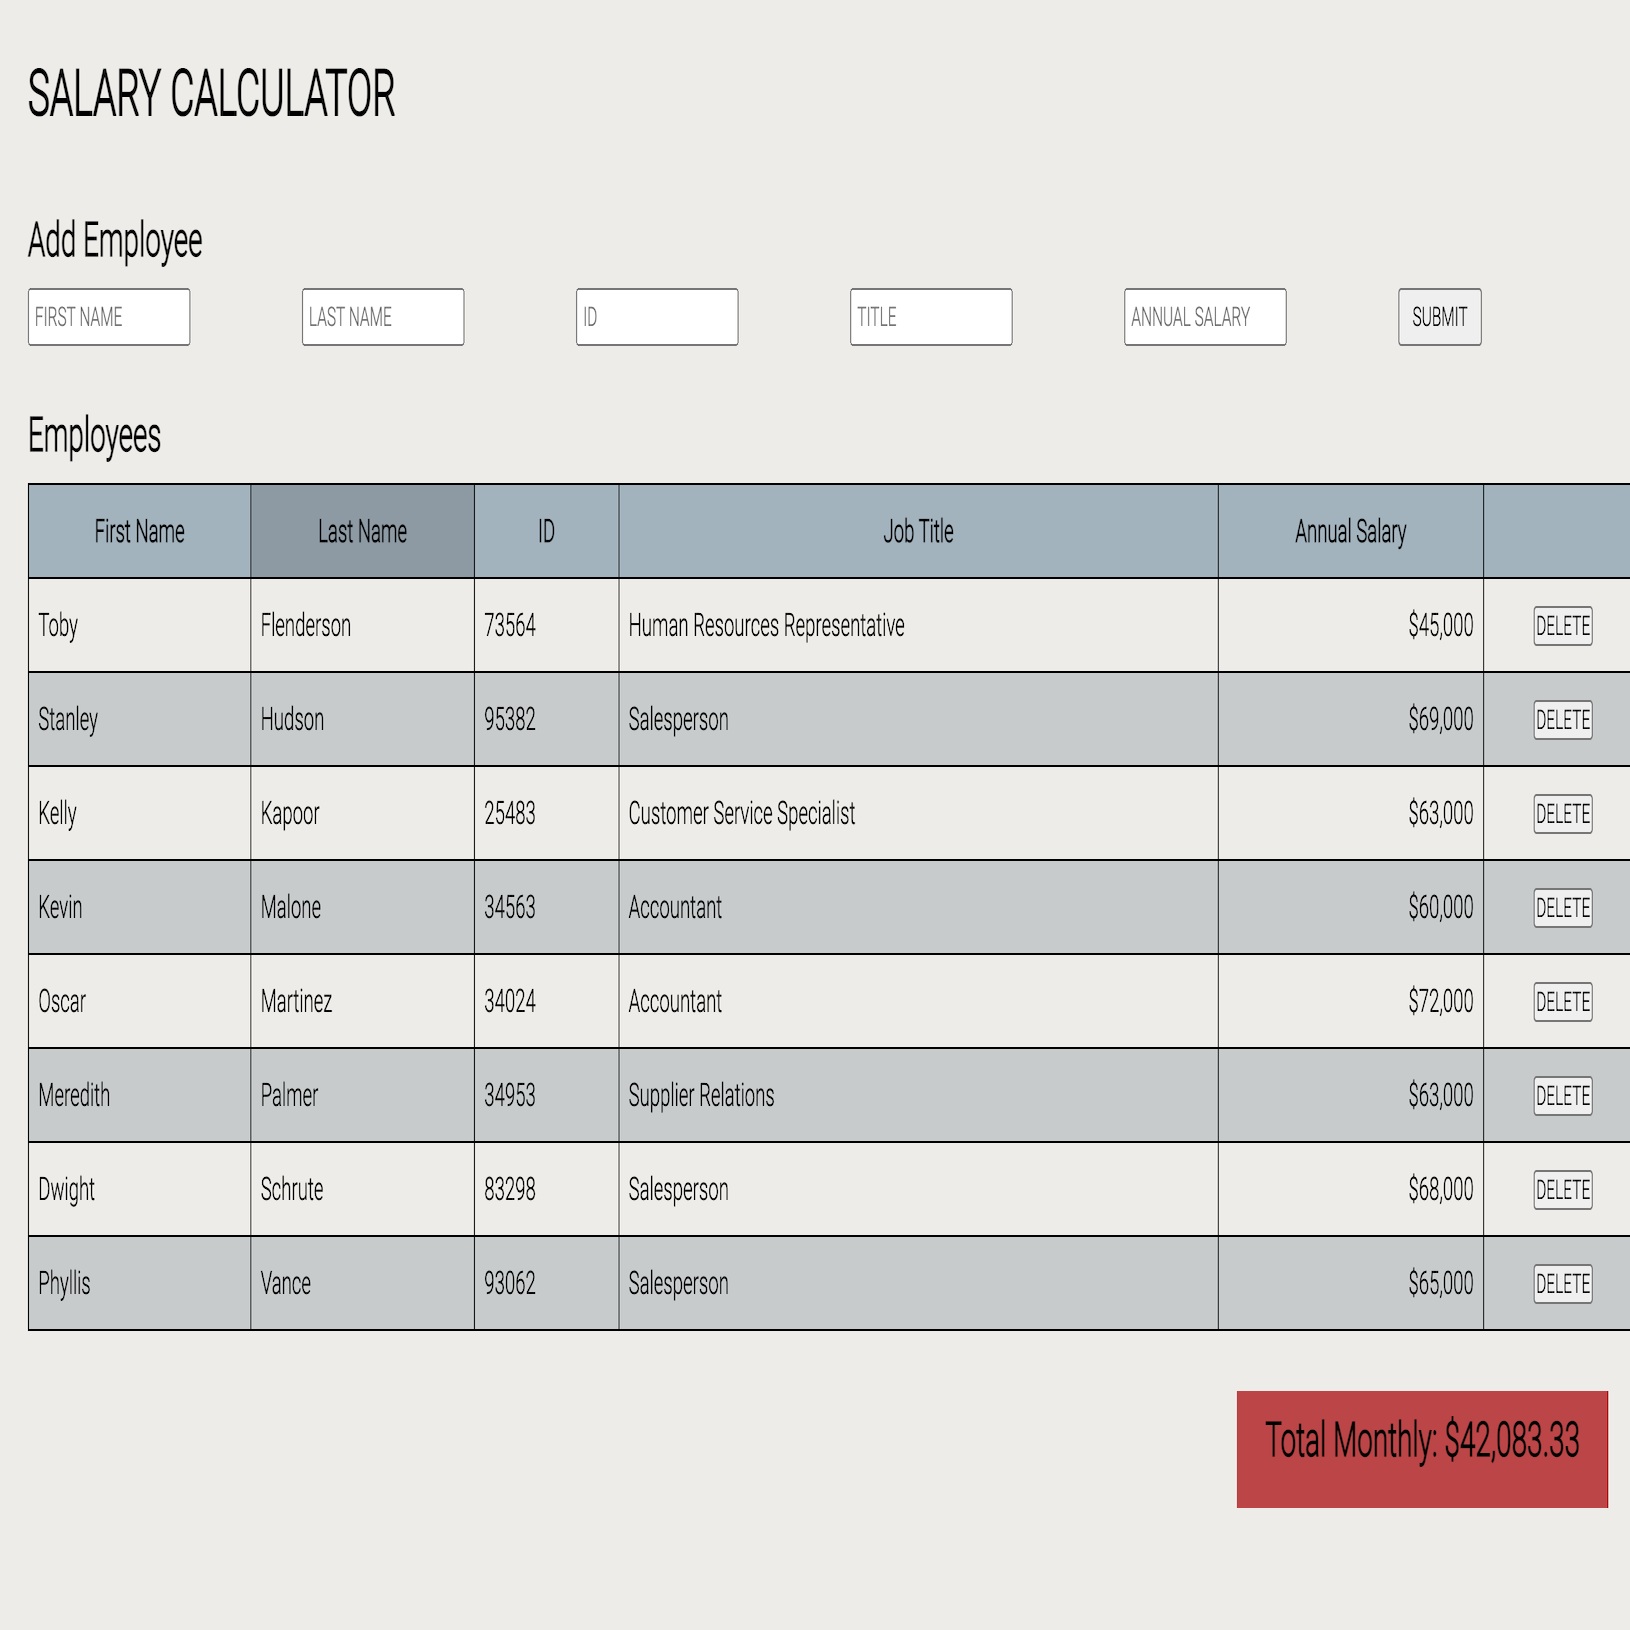 SALARY CALCULATOR
Add Employee
FIRST NAME LAST NAME ID TITLE ANNUAL SALARY SUBMIT
Employees
First Name Last Name ID Job Title Annual Salary
Toby Flenderson 73564 Human Resources Representative $45,000 DELETE
Stanley Hudson 95382 Salesperson $69,000 DELETE
Kelly Kapoor 25483 Customer Service Specialist $63,000 DELETE
Kevin Malone 34563 Accountant $60,000 DELETE
Oscar Martinez 34024 Accountant $72,000 DELETE
Meredith Palmer 34953 Supplier Relations $63,000 DELETE
Dwight Schrute 83298 Salesperson $68,000 DELETE
Phyllis Vance 93062 Salesperson $65,000 DELETE
Total Monthly: $42,083.33